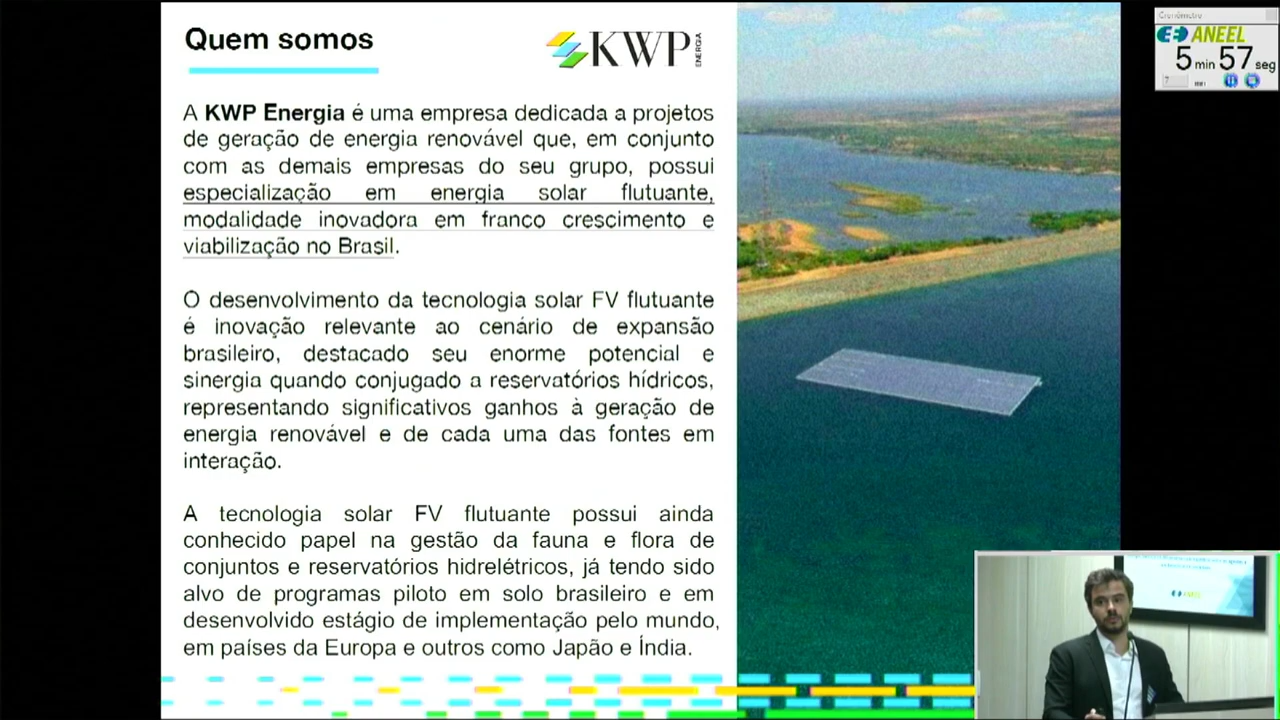 Quem somos
KWP
ENERGIA
A KWP Energia é uma empresa dedicada a projetos
de geração de energia renovável que, em conjunto
com as demais empresas do seu grupo, possui
especialização em energia solar flutuante,
modalidade inovadora em franco crescimento e
viabilização no Brasil.
O desenvolvimento da tecnologia solar FV flutuante
é inovação relevante ao cenário de expansão
brasileiro, destacado seu enorme potencial e
sinergia quando conjugado a reservatórios hídricos,
representando significativos ganhos à geração de
energia renovável e de cada uma das fontes em
interação.
A tecnologia solar FV flutuante possui ainda
conhecido papel na gestão da fauna e flora de
conjuntos e reservatórios hidrelétricos, já tendo sido
alvo de programas piloto em solo brasileiro e em
desenvolvido estágio de implementação pelo mundo,
em países da Europa e outros como Japão e Índia.
Cronômetro
ANEEL
5 min 57 seg
7 min
ANEEL